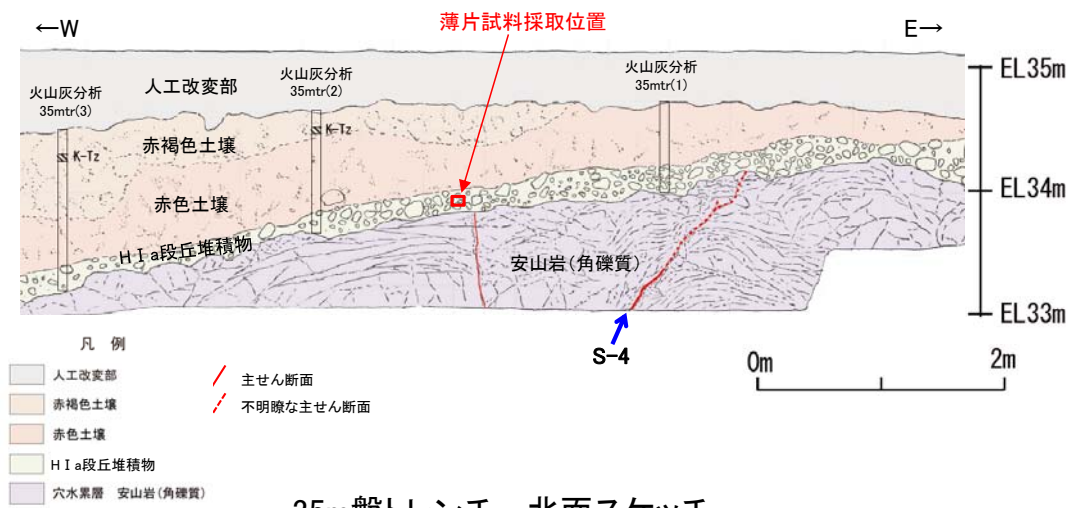 ←W
薄片試料採取位置
E→
EL35m
火山灰分析
35mtr(3)
人工改変部
火山灰分析
35mtr(2)
火山灰分析
35mtr(1)
K-Tz
赤褐色土壌
K-Tz
赤色土壌
EL34m
HⅠa段丘堆積物
安山岩(角礫質)
EL33m
S-4
0m
2m
凡 例
人工改変部
赤褐色土壌
赤色土壌
HⅠa段丘堆積物
穴水累層 安山岩(角礫質)
主せん断面
不明瞭な主せん断面